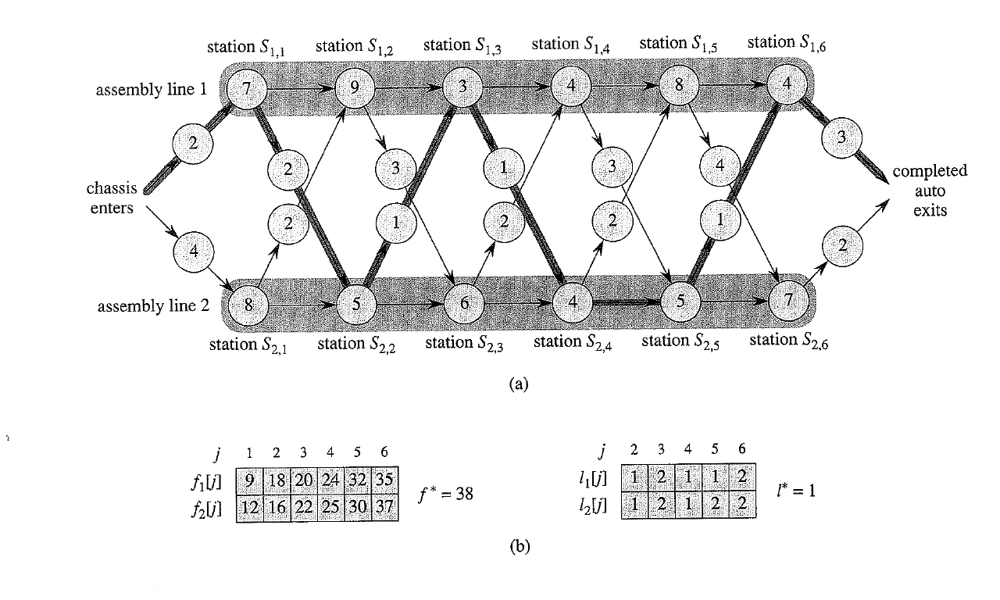 station S1,1 station S1,2 station S1,3 station S1,4 station S1,5 station S1,6
assembly line 1 7 9 3 4 8 4
2 3
2 3 1 3 4
chassis enters
completed auto exits
2 1 2 2 1
4 2
assembly line 2 8 5 6 4 5 7
station S2,1 station S2,2 station S2,3 station S2,4 station S2,5 station S2,6
(a)
j 1 2 3 4 5 6
f1[j] 9 18 20 24 32 35
f2[j] 12 16 22 25 30 37
f* = 38
j 2 3 4 5 6
l1[j] 1 2 1 1 2
l2[j] 1 2 1 2 2
l* = 1
(b)